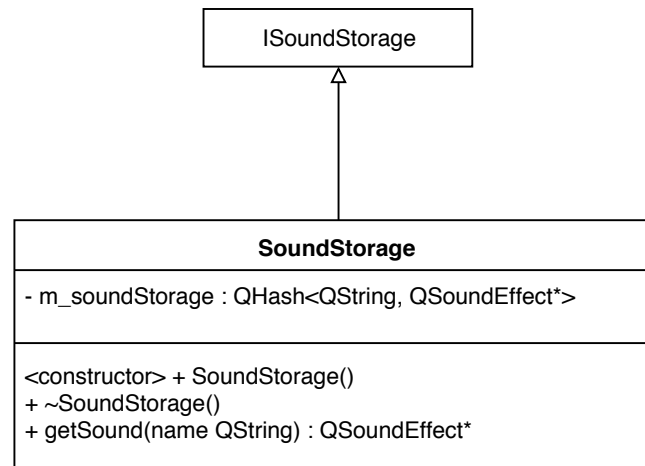 ISoundStorage
SoundStorage
- m_soundStorage : QHash<QString, QSoundEffect*>
<constructor> + SoundStorage()
+ ~SoundStorage()
+ getSound(name QString) : QSoundEffect*